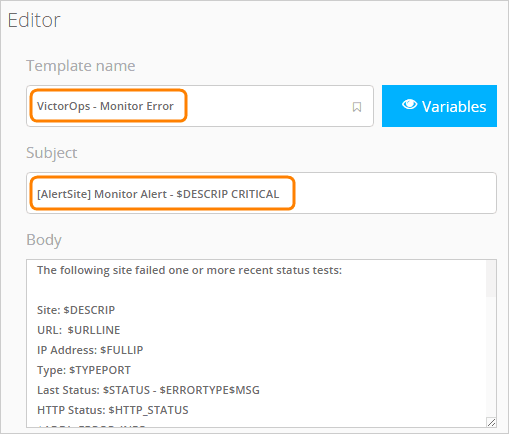 Editor
Template name
VictorOps - Monitor Error
Variables
Subject
[AlertSite] Monitor Alert - $DESCRIP CRITICAL
Body
The following site failed one or more recent status tests:
Site: $DESCRIP
URL:  $URLLINE
IP Address: $FULLIP
Type: $TYPEPORT
Last Status: $STATUS - $ERRORTYPE$MSG
HTTP Status: $HTTP_STATUS